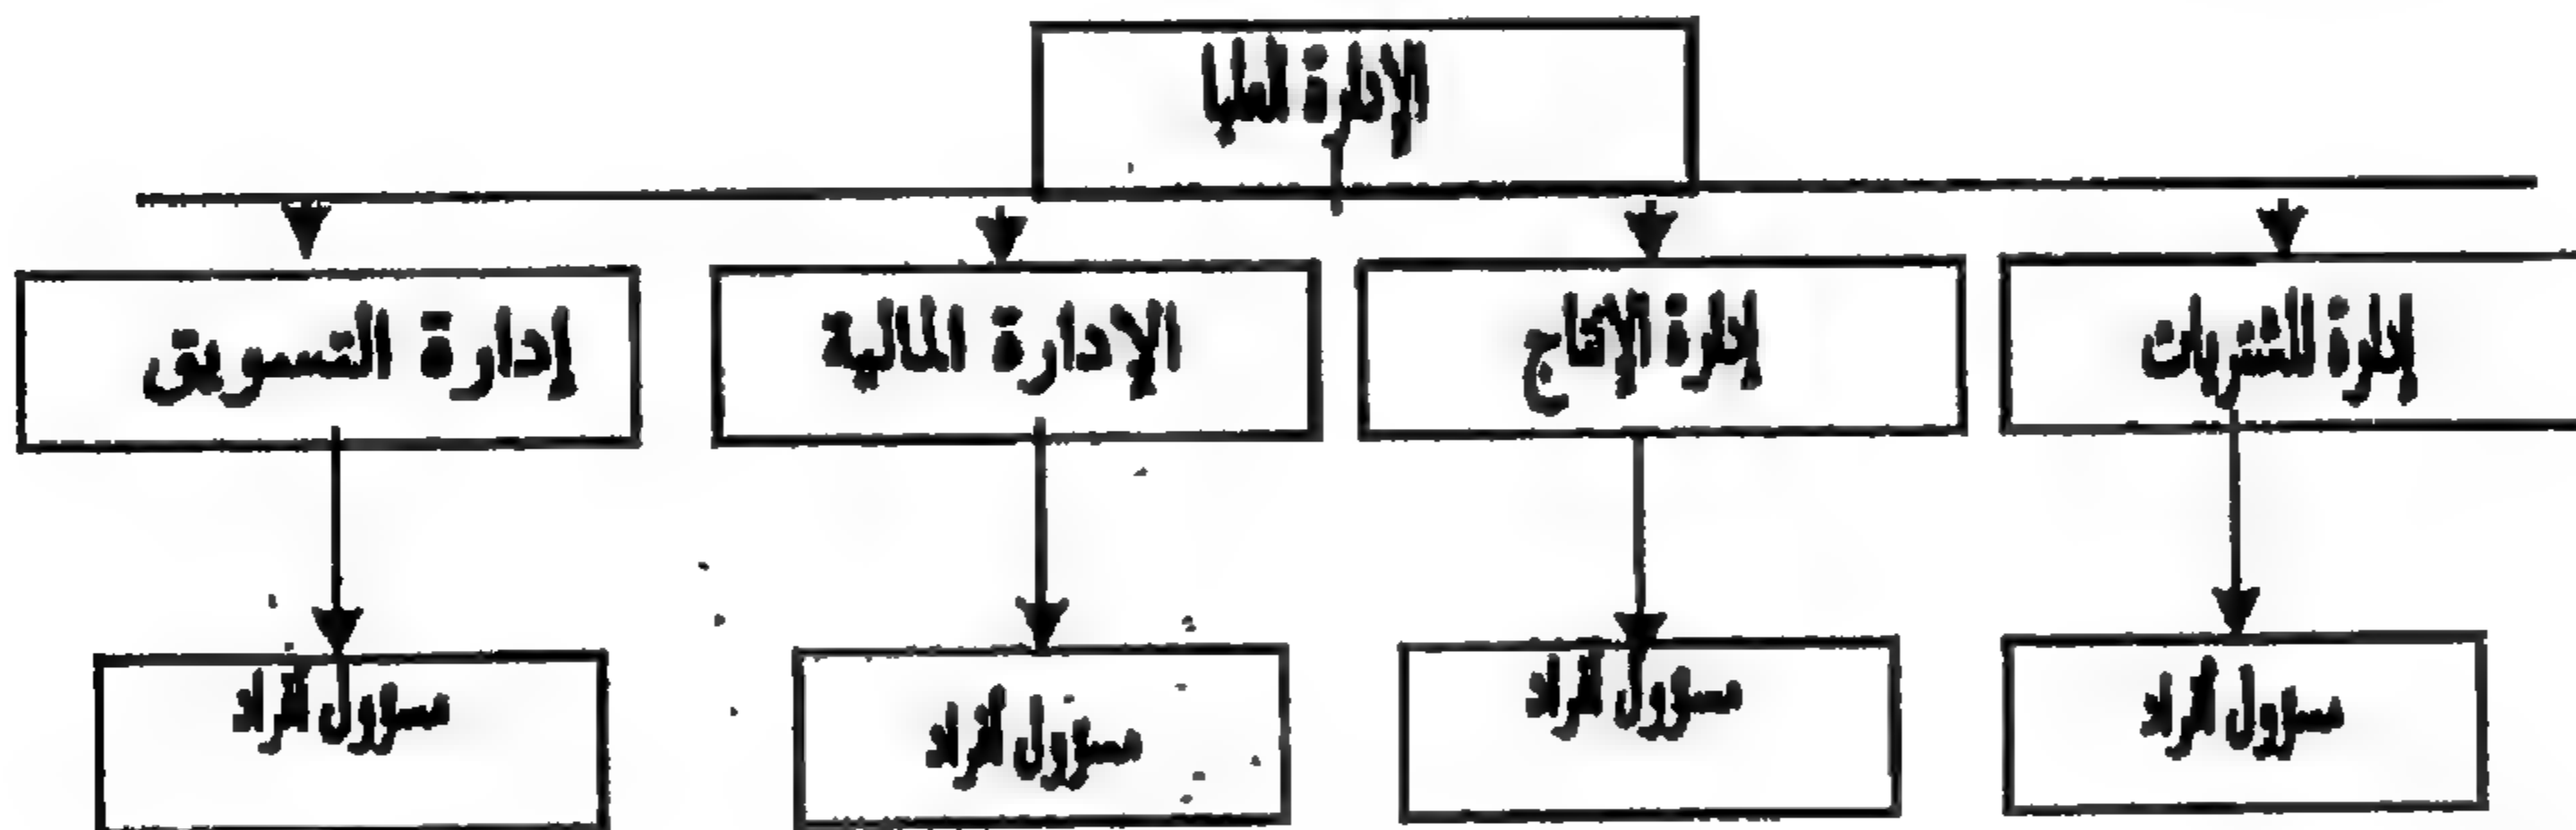 الإدارة العليا
إدارة المشتريات
إدارة الإنتاج
الإدارة المالية
إدارة التسويق
مسؤول أفراد
مسؤول أفراد
مسؤول أفراد
مسؤول أفراد